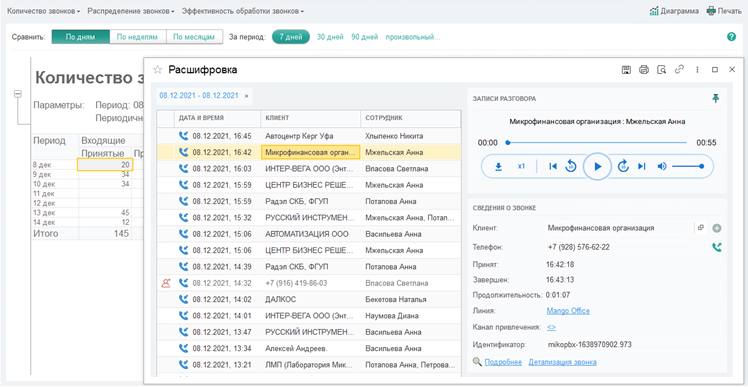 Количество звонков Распределение звонков Эффективность обработки звонков Диаграмма Печать
Сравнить: По дням По неделям По месяцам За период: 7 дней 30 дней 90 дней произвольный...
Количество з
Параметры: Период: 08
Периодично
Период Входящие
Принятые
8 дек 20
9 дек 34
10 дек 34
11 дек
12 дек
13 дек 45
14 дек 12
Итого 145
Расшифровка
08.12.2021 - 08.12.2021 ×
ДАТА И ВРЕМЯ КЛИЕНТ СОТРУДНИК
08.12.2021, 16:45 Автоцентр Керг Уфа Хлыпенко Никита
08.12.2021, 16:42 Микрофинансовая орган... Мжельская Анна
08.12.2021, 16:03 ИНТЕР-ВЕГА ООО (Энт... Власова Светлана
08.12.2021, 15:59 ЦЕНТР БИЗНЕС РЕШЕ... Мжельская Анна
08.12.2021, 15:59 Радэл СКБ, ФГУП Потапова Анна
08.12.2021, 15:32 РУССКИЙ ИНСТРУМЕН... Мжельская Анна, Потап...
08.12.2021, 15:06 АВТОМАТИЗАЦИЯ ООО Васильева Анна
08.12.2021, 15:06 ЦЕНТР БИЗНЕС РЕШЕ... Мжельская Анна
08.12.2021, 14:39 Радэл СКБ, ФГУП Потапова Анна
08.12.2021, 14:32 +7 (916) 419-86-03 Власова Светлана
08.12.2021, 14:02 ДАЛКОС Бекетова Наталья
08.12.2021, 14:01 ИНТЕР-ВЕГА ООО (Энт... Наумова Диана
08.12.2021, 13:47 РУССКИЙ ИНСТРУМЕН... Васильева Анна
08.12.2021, 13:34 Алексей Андреев. Васильева Анна
08.12.2021, 13:21 ЛМП (Лаборатория Мик... Потапова Анна, Петрова...
ЗАПИСИ РАЗГОВОРА
Микрофинансовая организация : Мжельская Анна
00:00 00:55
x1 10 30
СВЕДЕНИЯ О ЗВОНКЕ
Клиент: Микрофинансовая организация
Телефон: +7 (928) 576-62-22
Принят: 16:42:18
Завершен: 16:43:13
Продолжительность: 0:01:07
Линия: Mango Office
Канал привлечения: <>
Идентификатор: mikopbx-1638970902.973
Подробнее Детализация звонка